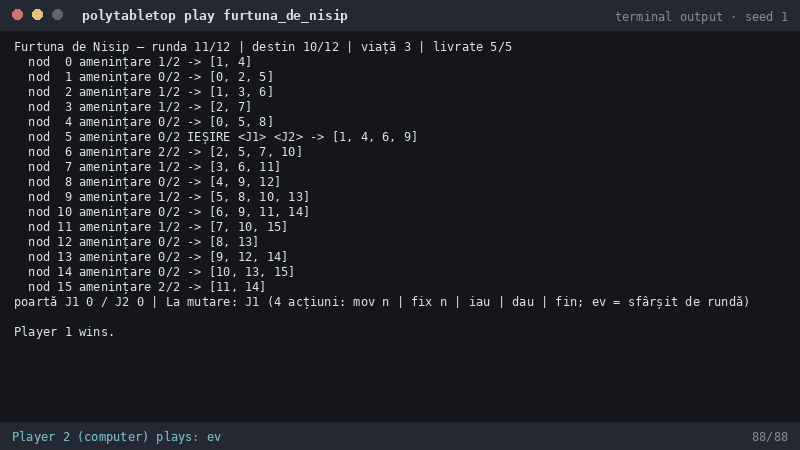 polytabletop play furtuna_de_nisip
terminal output · seed 1
Furtuna de Nisip — runda 11/12 | destin 10/12 | viață 3 | livrate 5/5
nod  0 amenințare 1/2 -> [1, 4]
nod  1 amenințare 0/2 -> [0, 2, 5]
nod  2 amenințare 1/2 -> [1, 3, 6]
nod  3 amenințare 1/2 -> [2, 7]
nod  4 amenințare 0/2 -> [0, 5, 8]
nod  5 amenințare 0/2 IEȘIRE <J1> <J2> -> [1, 4, 6, 9]
nod  6 amenințare 2/2 -> [2, 5, 7, 10]
nod  7 amenințare 1/2 -> [3, 6, 11]
nod  8 amenințare 0/2 -> [4, 9, 12]
nod  9 amenințare 1/2 -> [5, 8, 10, 13]
nod 10 amenințare 0/2 -> [6, 9, 11, 14]
nod 11 amenințare 1/2 -> [7, 10, 15]
nod 12 amenințare 0/2 -> [8, 13]
nod 13 amenințare 0/2 -> [9, 12, 14]
nod 14 amenințare 0/2 -> [10, 13, 15]
nod 15 amenințare 2/2 -> [11, 14]
poartă J1 0 / J2 0 | La mutare: J1 (4 acțiuni: mov n | fix n | iau | dau | fin; ev = sfârșit de rundă)
Player 1 wins.
Player 2 (computer) plays: ev
88/88